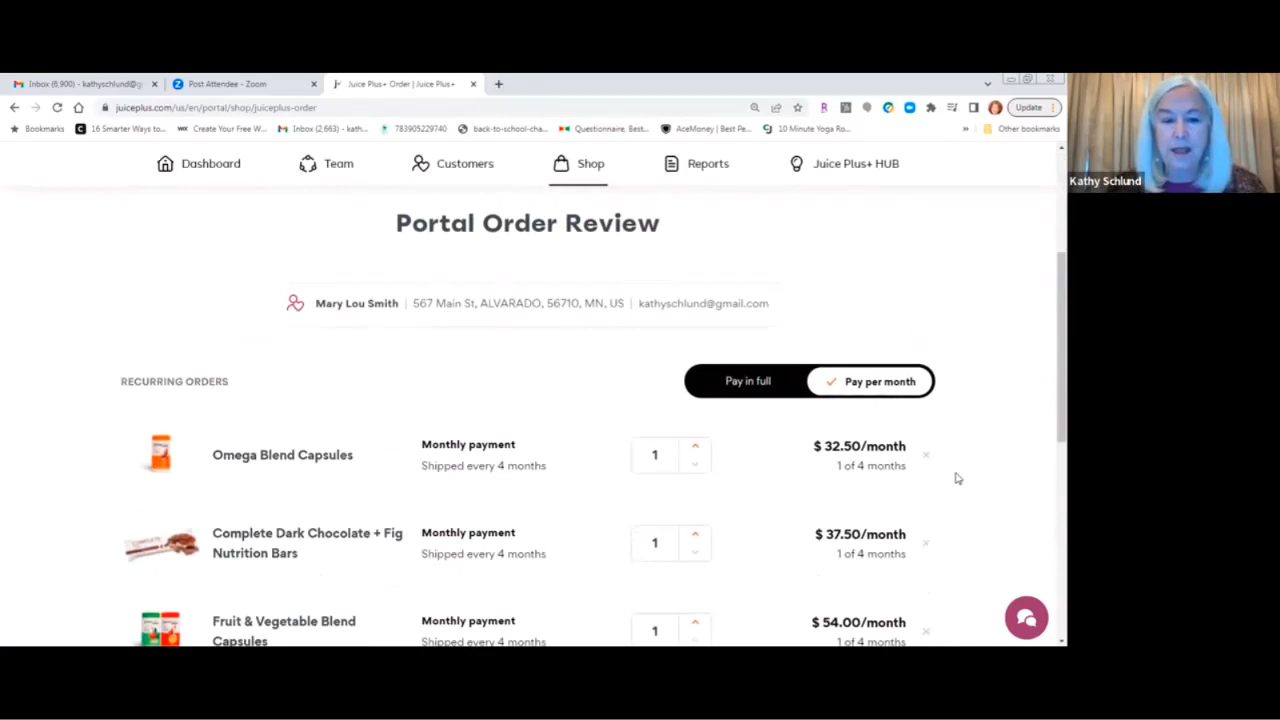 Inbox (6,900) - kathyschlund@g
Post Attendee - Zoom
Juice Plus+ Order | Juice Plus+
juiceplus.com/us/en/portal/shop/juiceplus-order
Update
Bookmarks
16 Smarter Ways to...
Create Your Free W...
Inbox (2,663) - kath...
783905229740
back-to-school-cha...
Questionnaire, Best...
AceMoney | Best Pe...
10 Minute Yoga Ro...
Other bookmarks
Dashboard
Team
Customers
Shop
Reports
Juice Plus+ HUB
Kathy Schlund
Portal Order Review
Mary Lou Smith | 567 Main St, ALVARADO, 56710, MN, US | kathyschlund@gmail.com
RECURRING ORDERS
Pay in full
Pay per month
Omega Blend Capsules
Monthly payment
Shipped every 4 months
1
$ 32.50/month
1 of 4 months
Complete Dark Chocolate + Fig
Nutrition Bars
Monthly payment
Shipped every 4 months
1
$ 37.50/month
1 of 4 months
Fruit & Vegetable Blend
Capsules
Monthly payment
Shipped every 4 months
1
$ 54.00/month
1 of 4 months